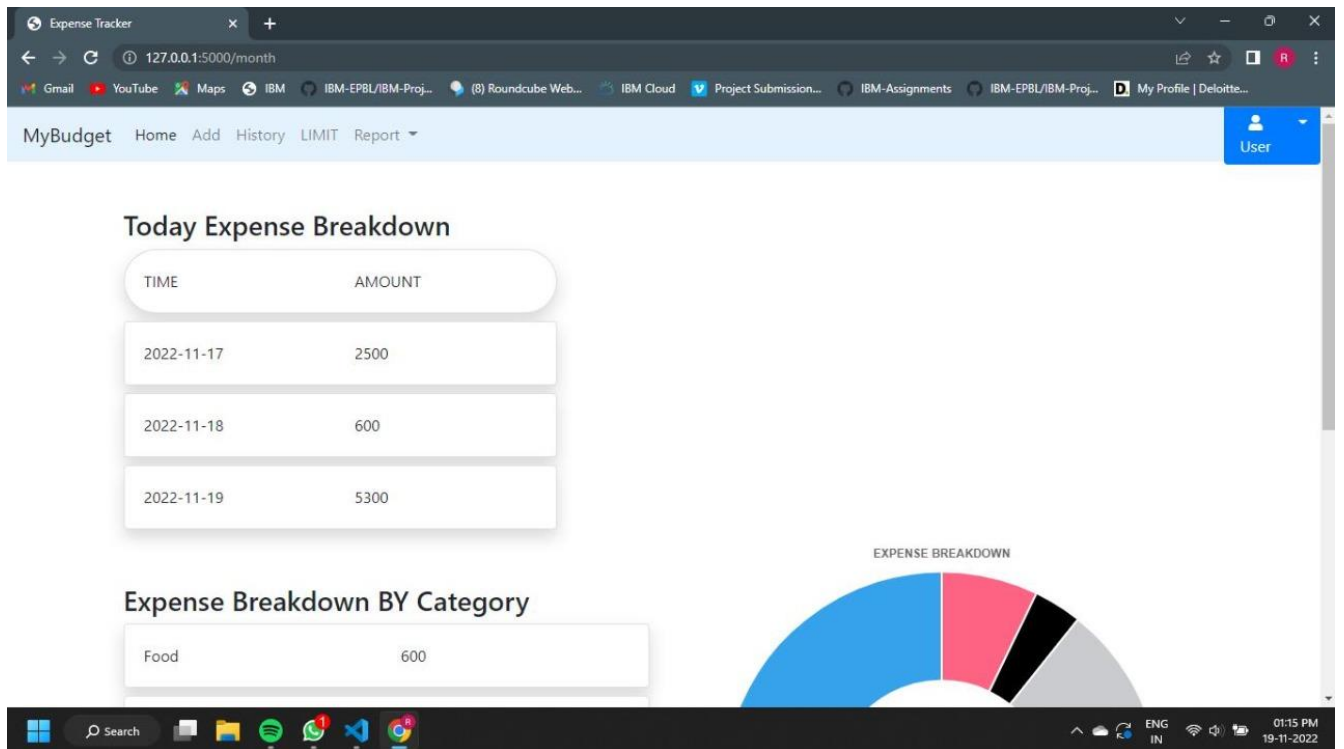 Expense Tracker
127.0.0.1:5000/month
R
Gmail YouTube Maps IBM IBM-EPBL/IBM-Proj... (8) Roundcube Web... IBM Cloud Project Submission... IBM-Assignments IBM-EPBL/IBM-Proj... D. My Profile | Deloitte...
MyBudget Home Add History LIMIT Report User
Today Expense Breakdown
TIME AMOUNT
2022-11-17 2500
2022-11-18 600
2022-11-19 5300
EXPENSE BREAKDOWN
Expense Breakdown BY Category
Food 600
Search 1 R ENG 01:15 PM
IN 19-11-2022